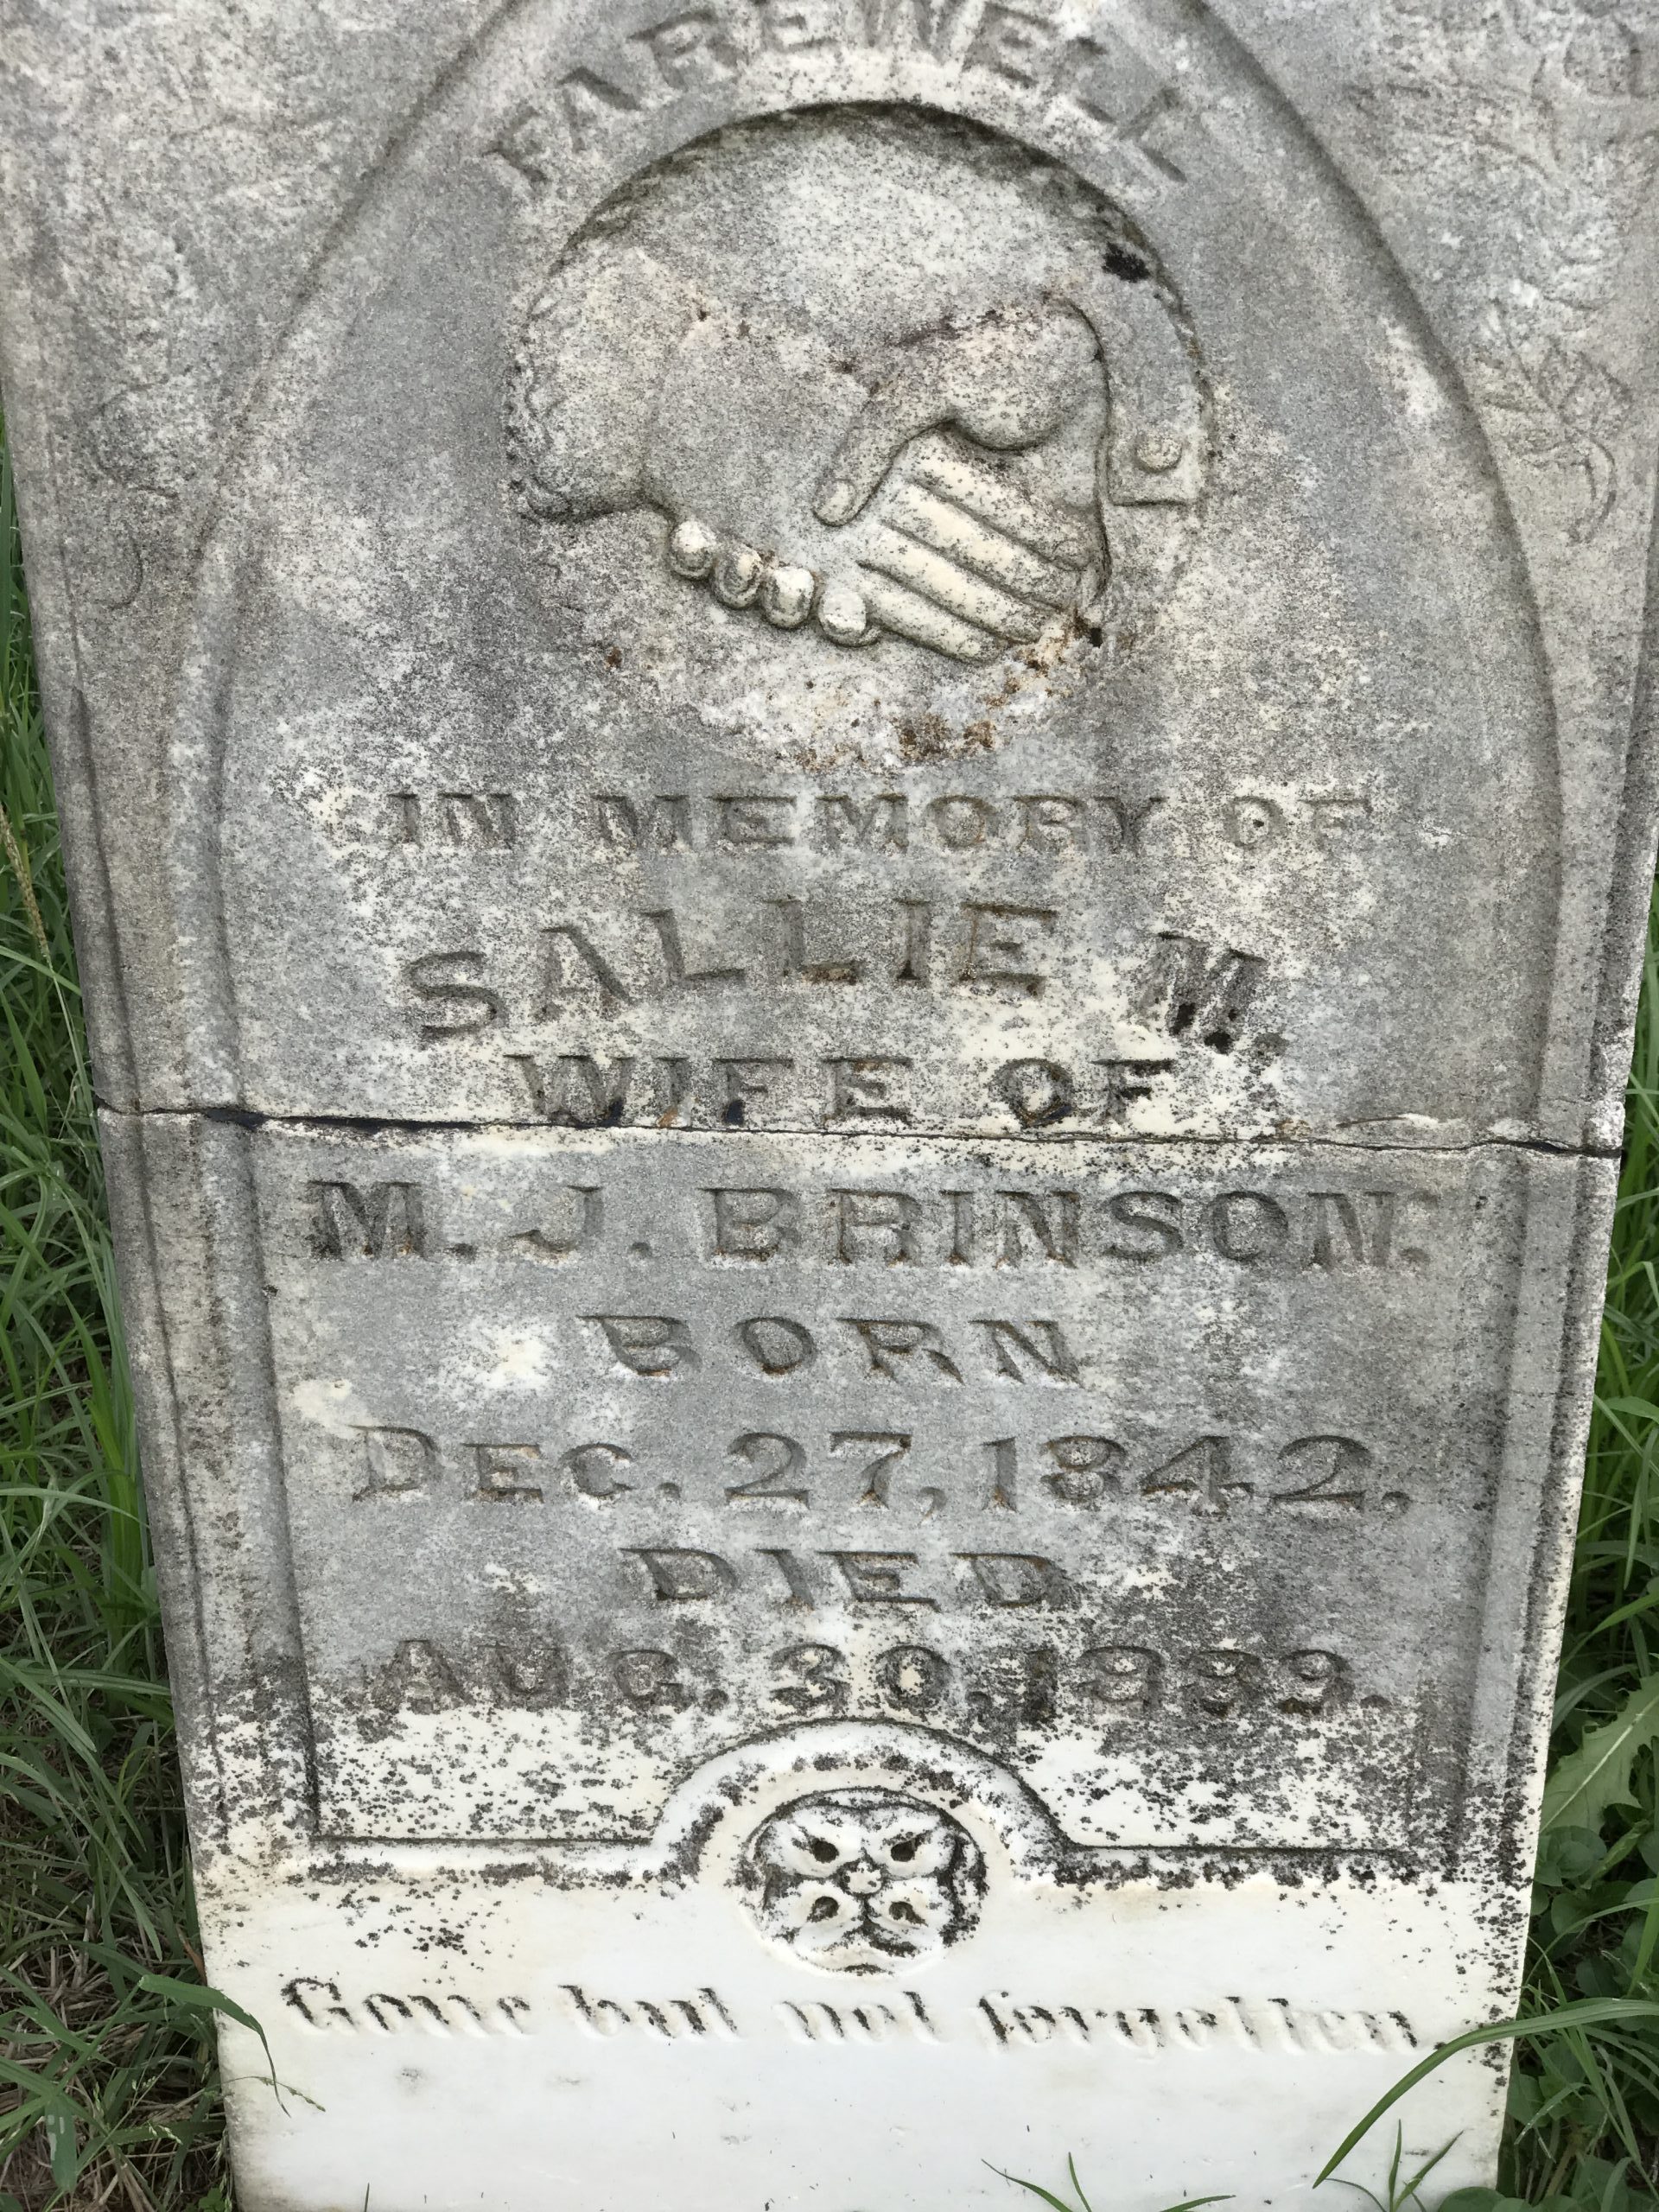 FAREWELL
IN MEMORY OF
SALLIE M.
WIFE OF
M. J. BRINSON.
BORN
DEC. 27, 1842,
DIED
AUG. 30, 1889.
Gone but not forgotten.